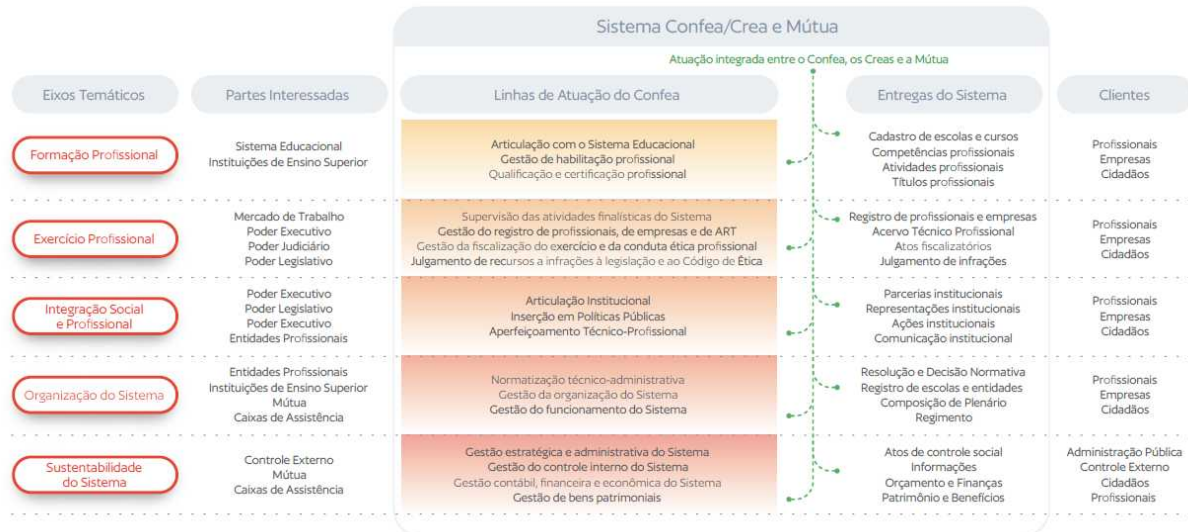 Sistema Confea/Crea e Mútua
Atuação integrada entre o Confea, os Creas e a Mútua
Eixos Temáticos
Partes Interessadas
Linhas de Atuação do Confea
Entregas do Sistema
Clientes
Formação Profissional
Sistema Educacional
Instituições de Ensino Superior
Articulação com o Sistema Educacional
Gestão de habilitação profissional
Qualificação e certificação profissional
Cadastro de escolas e cursos
Competências profissionais
Atividades profissionais
Títulos profissionais
Profissionais
Empresas
Cidadãos
Exercício Profissional
Mercado de Trabalho
Poder Executivo
Poder Judiciário
Poder Legislativo
Supervisão das atividades finalísticas do Sistema
Gestão do registro de profissionais, de empresas e de ART
Gestão da fiscalização do exercício e da conduta ética profissional
Julgamento de recursos a infrações à legislação e ao Código de Ética
Registro de profissionais e empresas
Acervo Técnico Profissional
Atos fiscalizatórios
Julgamento de infrações
Profissionais
Empresas
Cidadãos
Integração Social
e Profissional
Poder Executivo
Poder Legislativo
Poder Executivo
Entidades Profissionais
Articulação Institucional
Inserção em Políticas Públicas
Aperfeiçoamento Técnico-Profissional
Parcerias institucionais
Representações institucionais
Ações institucionais
Comunicação institucional
Profissionais
Empresas
Cidadãos
Organização do Sistema
Entidades Profissionais
Instituições de Ensino Superior
Mútua
Caixas de Assistência
Normatização técnico-administrativa
Gestão da organização do Sistema
Gestão do funcionamento do Sistema
Resolução e Decisão Normativa
Registro de escolas e entidades
Composição de Plenário
Regimento
Profissionais
Empresas
Cidadãos
Sustentabilidade
do Sistema
Controle Externo
Mútua
Caixas de Assistência
Gestão estratégica e administrativa do Sistema
Gestão do controle interno do Sistema
Gestão contábil, financeira e econômica do Sistema
Gestão de bens patrimoniais
Atos de controle social
Informações
Orçamento e Finanças
Patrimônio e Benefícios
Administração Pública
Controle Externo
Cidadãos
Profissionais